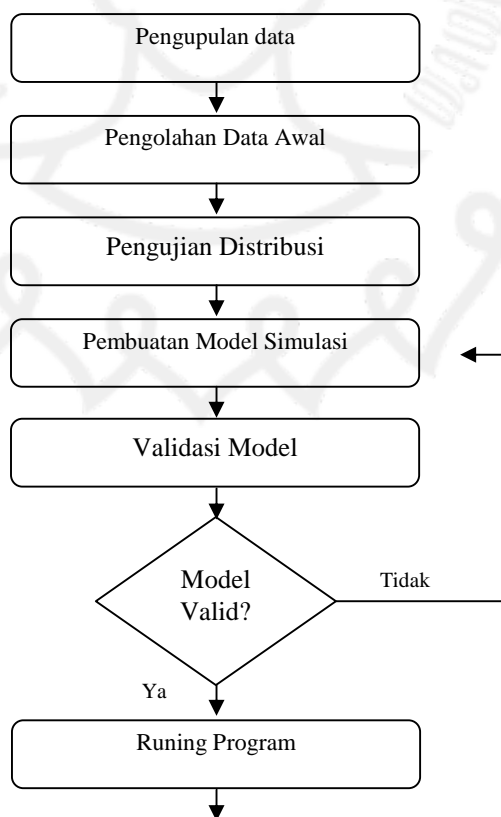 Pengupulan data
Pengolahan Data Awal
Pengujian Distribusi
Pembuatan Model Simulasi
Validasi Model
Model
Valid?
Tidak
Ya
Runing Program